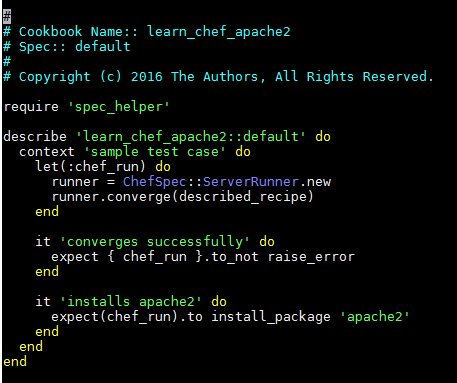 #
# Cookbook Name:: learn_chef_apache2
# Spec:: default
#
# Copyright (c) 2016 The Authors, All Rights Reserved.

require 'spec_helper'

describe 'learn_chef_apache2::default' do
  context 'sample test case' do
    let(:chef_run) do
      runner = ChefSpec::ServerRunner.new
      runner.converge(described_recipe)
    end

    it 'converges successfully' do
      expect { chef_run }.to_not raise_error
    end

    it 'installs apache2' do
      expect(chef_run).to install_package 'apache2'
    end
  end
end